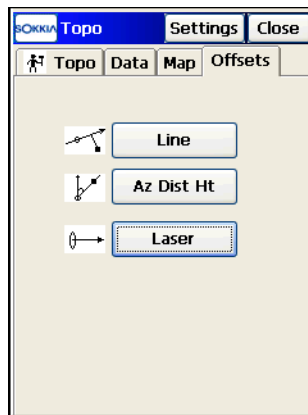 SOKKIA Topo Settings Close
Topo Data Map Offsets
Line
Az Dist Ht
Laser